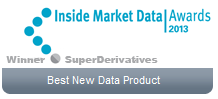 Inside Market Data Awards
2013
Winner SuperDerivatives
Best New Data Product